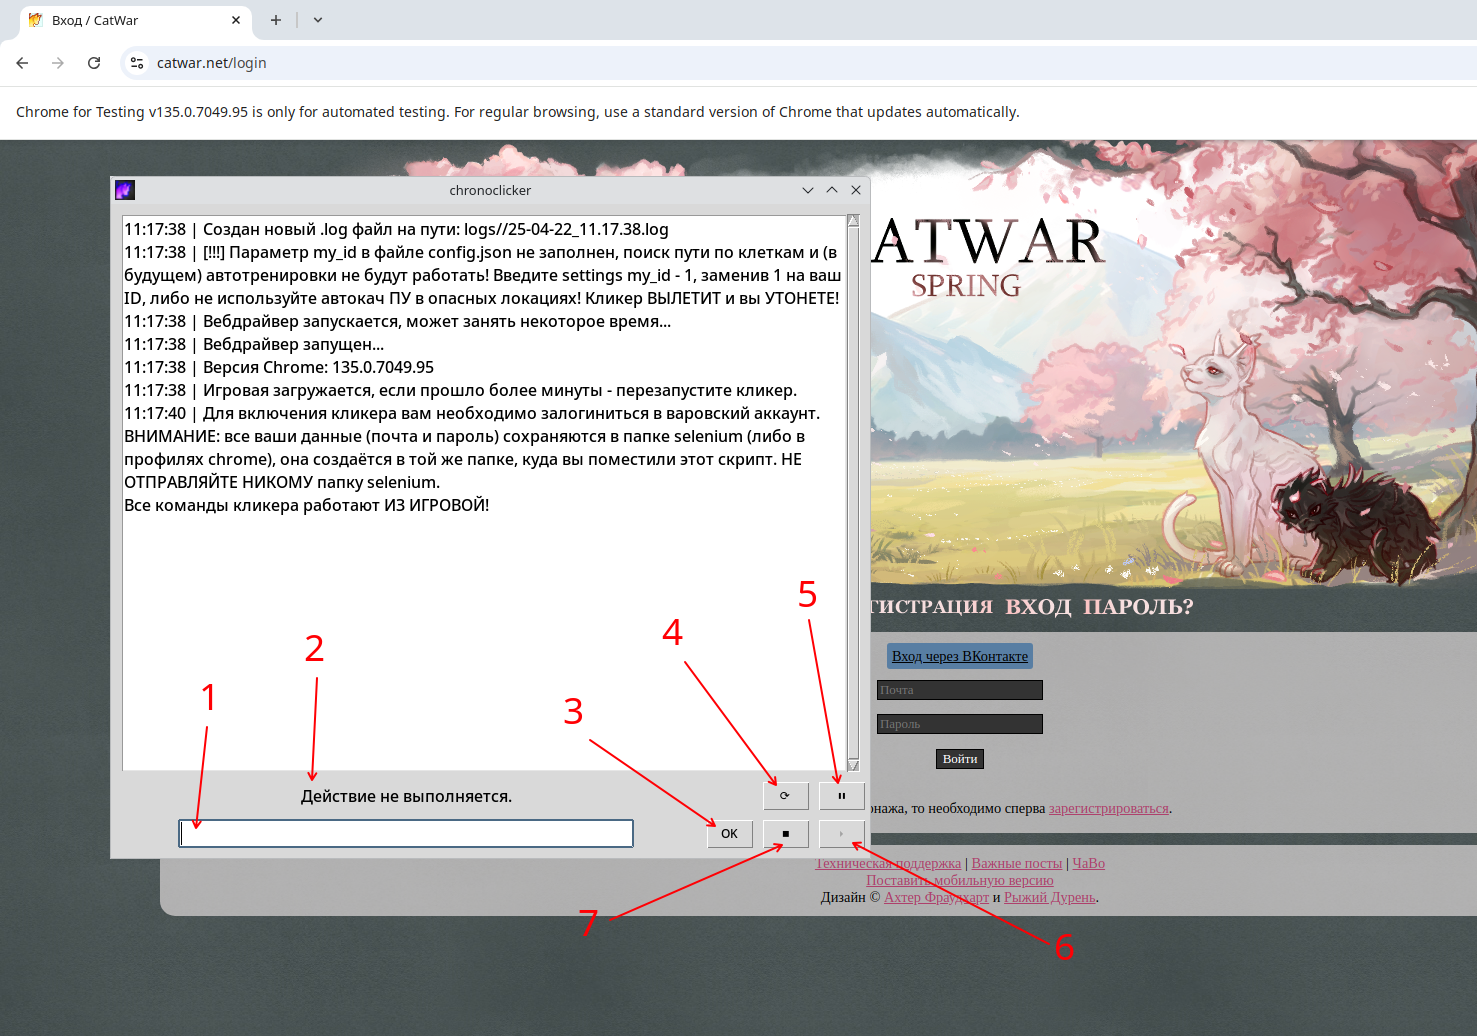 Вход / CatWar
catwar.net/login
Chrome for Testing v135.0.7049.95 is only for automated testing. For regular browsing, use a standard version of Chrome that updates automatically.
chronoclicker
11:17:38 | Создан новый .log файл на пути: logs//25-04-22_11.17.38.log
11:17:38 | [!!!] Параметр my_id в файле config.json не заполнен, поиск пути по клеткам и (в
будущем) автотренировки не будут работать! Введите settings my_id - 1, заменив 1 на ваш
ID, либо не используйте автокач ПУ в опасных локациях! Кликер ВЫЛЕТИТ и вы УТОНЕТЕ!
11:17:38 | Вебдрайвер запускается, может занять некоторое время...
11:17:38 | Вебдрайвер запущен...
11:17:38 | Версия Chrome: 135.0.7049.95
11:17:38 | Игровая загружается, если прошло более минуты - перезапустите кликер.
11:17:40 | Для включения кликера вам необходимо залогиниться в варовский аккаунт.
ВНИМАНИЕ: все ваши данные (почта и пароль) сохраняются в папке selenium (либо в
профилях chrome), она создаётся в той же папке, куда вы поместили этот скрипт. НЕ
ОТПРАВЛЯЙТЕ НИКОМУ папку selenium.
Все команды кликера работают ИЗ ИГРОВОЙ!
ATWAR
SPRING
5
4
2
1
3
ГИСТРАЦИЯ ВХОД ПАРОЛЬ?
Вход через ВКонтакте
Почта
Пароль
Войти
Действие не выполняется.
OK
онажа, то необходимо сперва зарегистрироваться.
Техническая поддержка | Важные посты | ЧаВо
Поставить мобильную версию
Дизайн © Ахтер Фраудхарт и Рыжий Дурень.
7
6